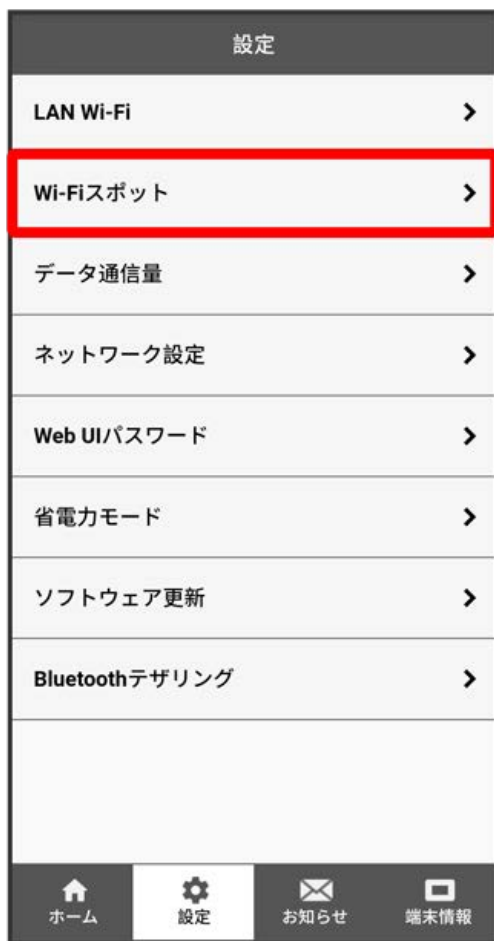 設定
LAN Wi-Fi
Wi-Fiスポット
データ通信量
ネットワーク設定
Web UIパスワード
省電力モード
ソフトウェア更新
Bluetoothテザリング
ホーム
設定
お知らせ
端末情報